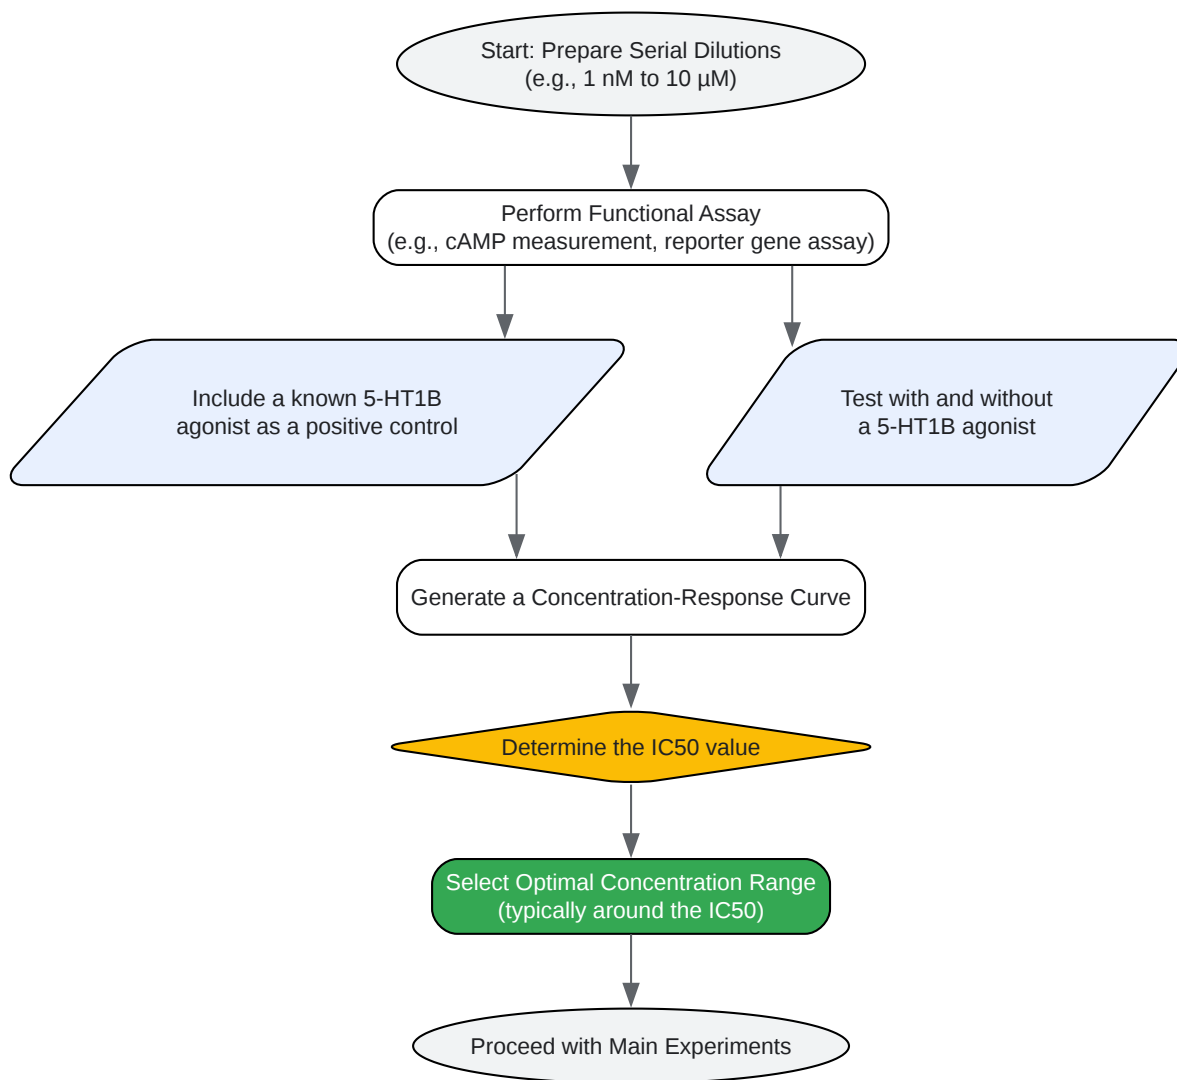 Start: Prepare Serial Dilutions
(e.g., 1 nM to 10 µM)
Perform Functional Assay
(e.g., cAMP measurement, reporter gene assay)
Include a known 5-HT1B
agonist as a positive control
Test with and without
a 5-HT1B agonist
Generate a Concentration-Response Curve
Determine the IC50 value
Select Optimal Concentration Range
(typically around the IC50)
Proceed with Main Experiments